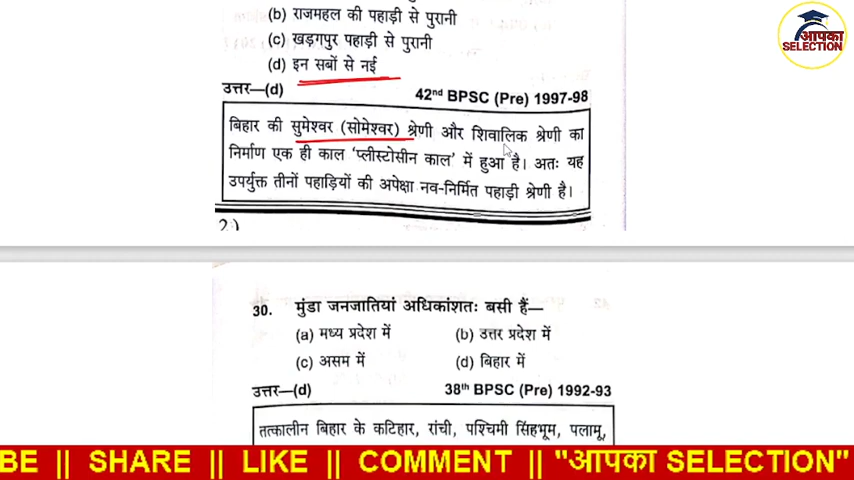 (b) राजमहल की पहाड़ी से पुरानी
(c) खड़गपुर पहाड़ी से पुरानी
(d) इन सबों से नई
उत्तर—(d) 42nd BPSC (Pre) 1997-98
बिहार की सुमेश्वर (सोमेश्वर) श्रेणी और शिवालिक श्रेणी का
निर्माण एक ही काल ‘प्लीस्टोसीन काल’ में हुआ है। अतः यह
उपर्युक्त तीनों पहाड़ियों की अपेक्षा नव-निर्मित पहाड़ी श्रेणी है।
30. मुंडा जनजातियां अधिकांशतः बसी हैं—
(a) मध्य प्रदेश में (b) उत्तर प्रदेश में
(c) असम में (d) बिहार में
उत्तर—(d) 38th BPSC (Pre) 1992-93
तत्कालीन बिहार के कटिहार, रांची, पश्चिमी सिंहभूम, पलामू,
BE || SHARE || LIKE || COMMENT || "आपका SELECTION"
आपका
SELECTION